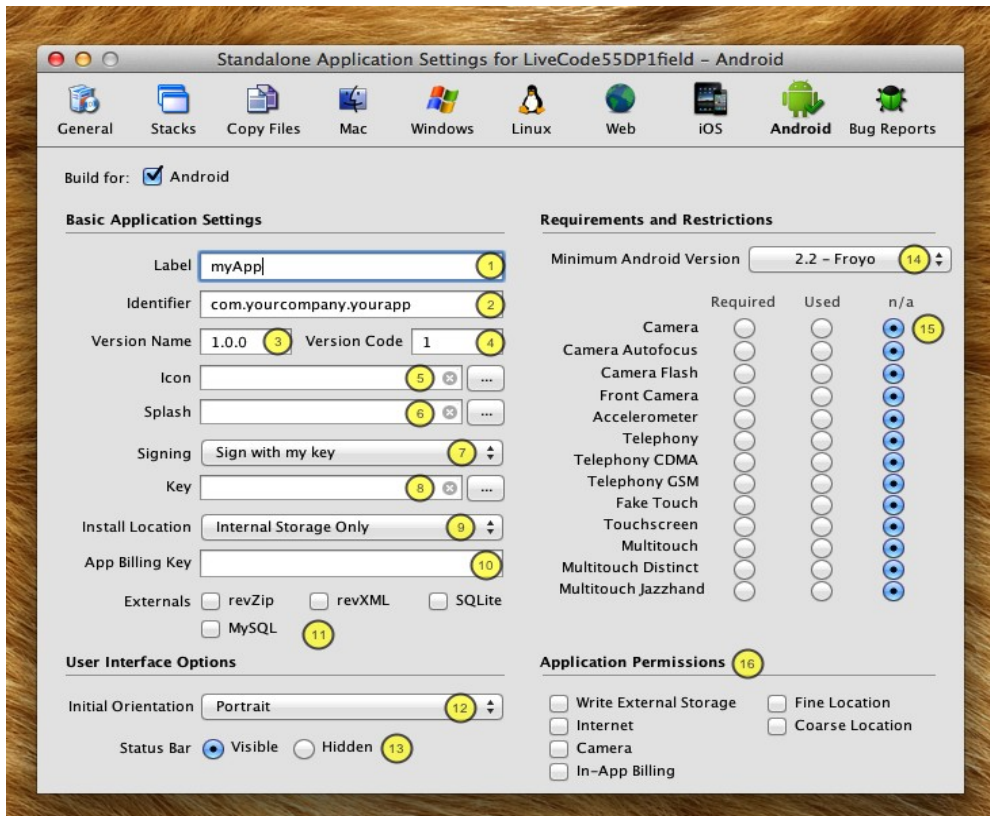 Standalone Application Settings for LiveCode55DP1field – Android
General Stacks Copy Files Mac Windows Linux Web iOS Android Bug Reports
Build for: Android
Basic Application Settings
Label myApp 1
Identifier com.yourcompany.yourapp 2
Version Name 1.0.0 3 Version Code 1 4
Icon 5 ...
Splash 6 ...
Signing Sign with my key 7
Key 8 ...
Install Location Internal Storage Only 9
App Billing Key 10
Externals revZip revXML SQLite
MySQL 11
User Interface Options
Initial Orientation Portrait 12
Status Bar Visible Hidden 13
Requirements and Restrictions
Minimum Android Version 2.2 – Froyo 14
Required Used n/a
Camera 15
Camera Autofocus
Camera Flash
Front Camera
Accelerometer
Telephony
Telephony CDMA
Telephony GSM
Fake Touch
Touchscreen
Multitouch
Multitouch Distinct
Multitouch Jazzhand
Application Permissions 16
Write External Storage Fine Location
Internet Coarse Location
Camera
In-App Billing